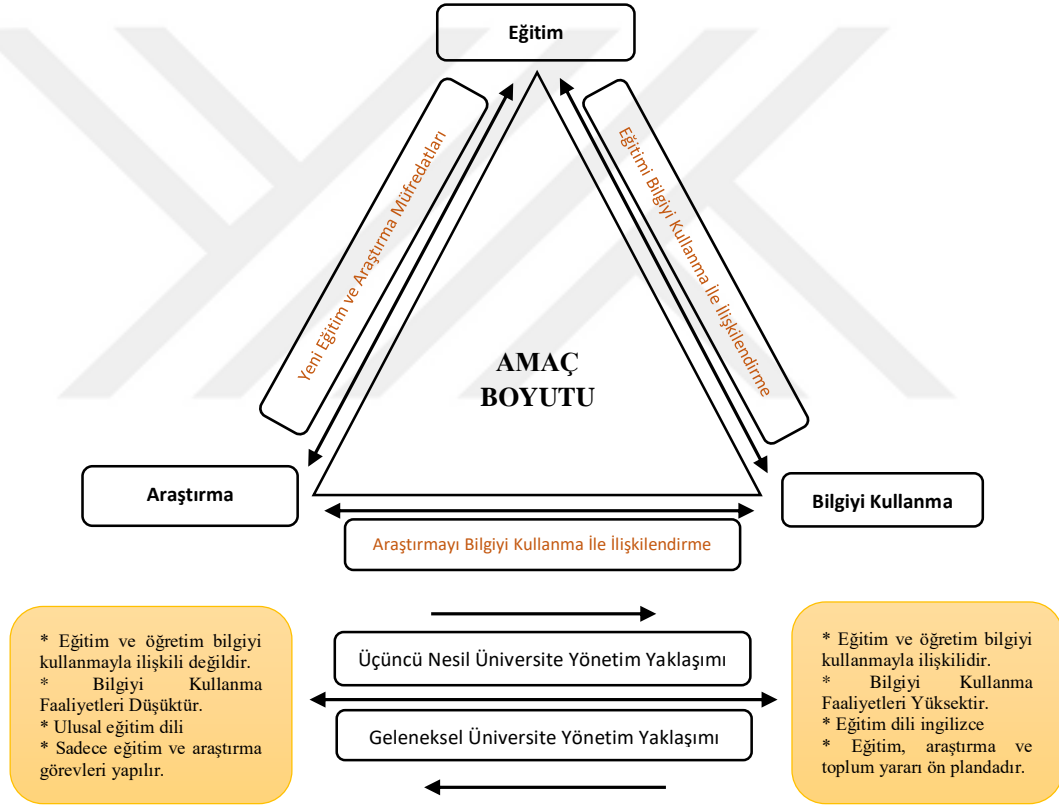 Eğitim
Yeni Eğitim ve Araştırma Müfredatları
Eğitimi Bilgiyi Kullanma İle İlişkilendirme
AMAÇ
BOYUTU
Araştırma
Bilgiyi Kullanma
Araştırmayı Bilgiyi Kullanma İle İlişkilendirme
* Eğitim ve öğretim bilgiyi
kullanmayla ilişkili değildir.
* Bilgiyi Kullanma
Faaliyetleri Düşüktür.
* Ulusal eğitim dili
* Sadece eğitim ve araştırma
görevleri yapılır.
Üçüncü Nesil Üniversite Yönetim Yaklaşımı
Geleneksel Üniversite Yönetim Yaklaşımı
* Eğitim ve öğretim bilgiyi
kullanmayla ilişkilidir.
* Bilgiyi Kullanma
Faaliyetleri Yüksektir.
* Eğitim dili ingilizce
* Eğitim, araştırma ve
toplum yararı ön plandadır.